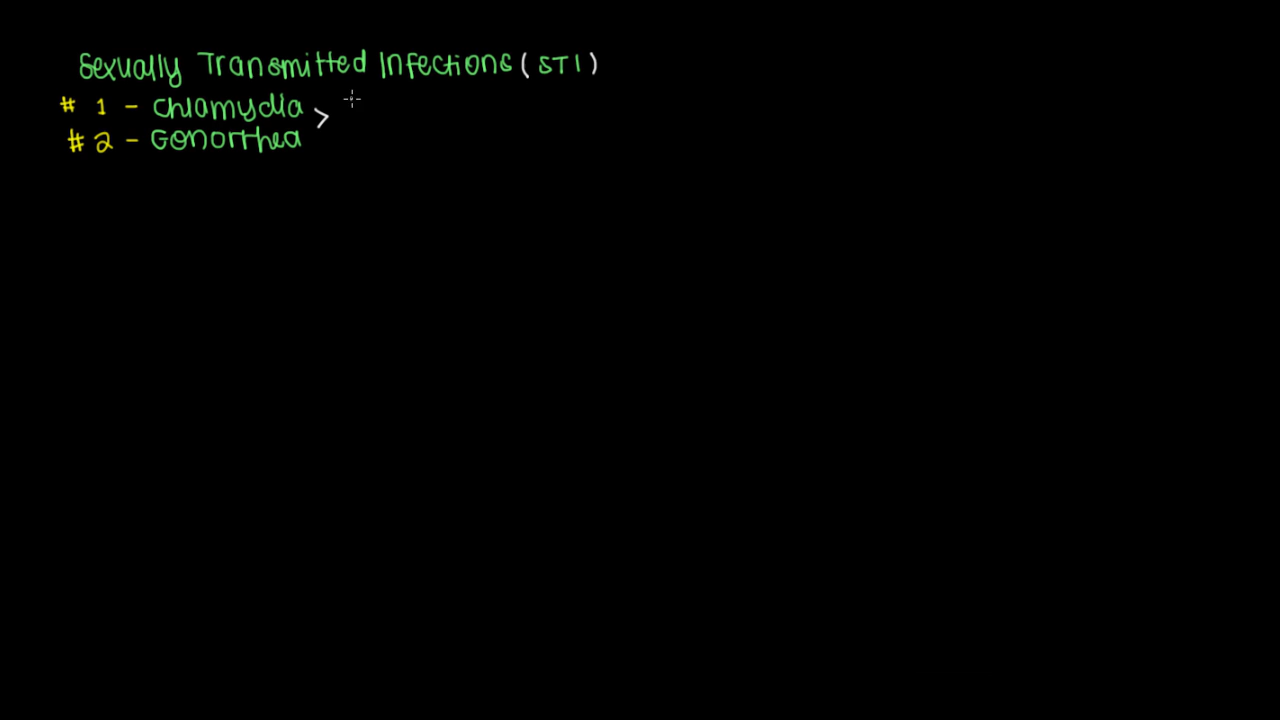 Sexually Transmitted Infections (STI)
# 1 - Chlamydia >
# 2 - Gonorrhea